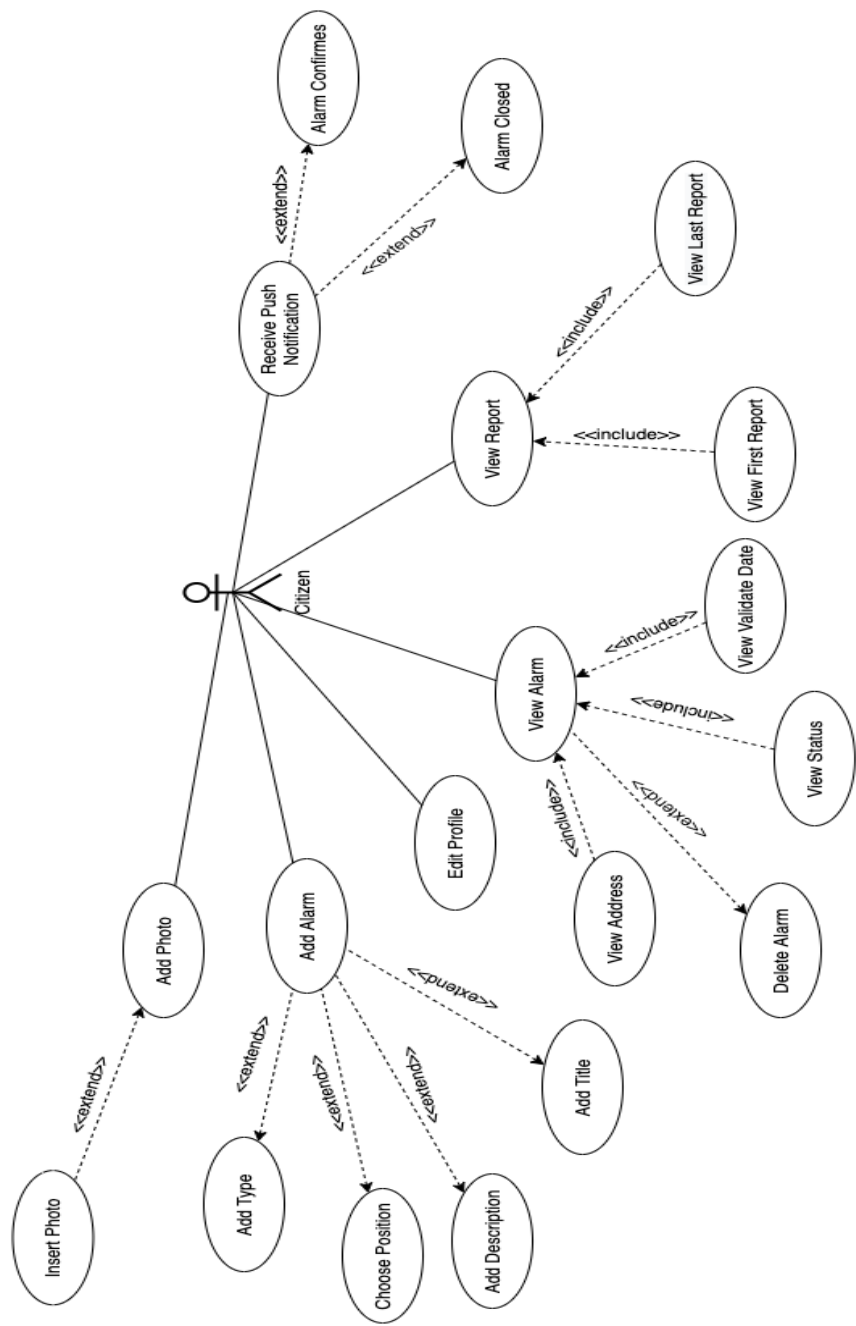 Insert Photo
<<extend>>
Add Photo
Add Type
<<extend>>
Choose Position
<<extend>>
Add Description
<<extend>>
Add Title
<<extend>>
Add Alarm
Edit Profile
Citizen
View Address
<<include>>
Delete Alarm
<<extend>>
View Status
<<include>>
View Validate Date
<<include>>
View Alarm
View First Report
<<include>>
View Last Report
<<include>>
View Report
Receive Push
Notification
<<extend>>
Alarm Confirmes
<<extend>>
Alarm Closed